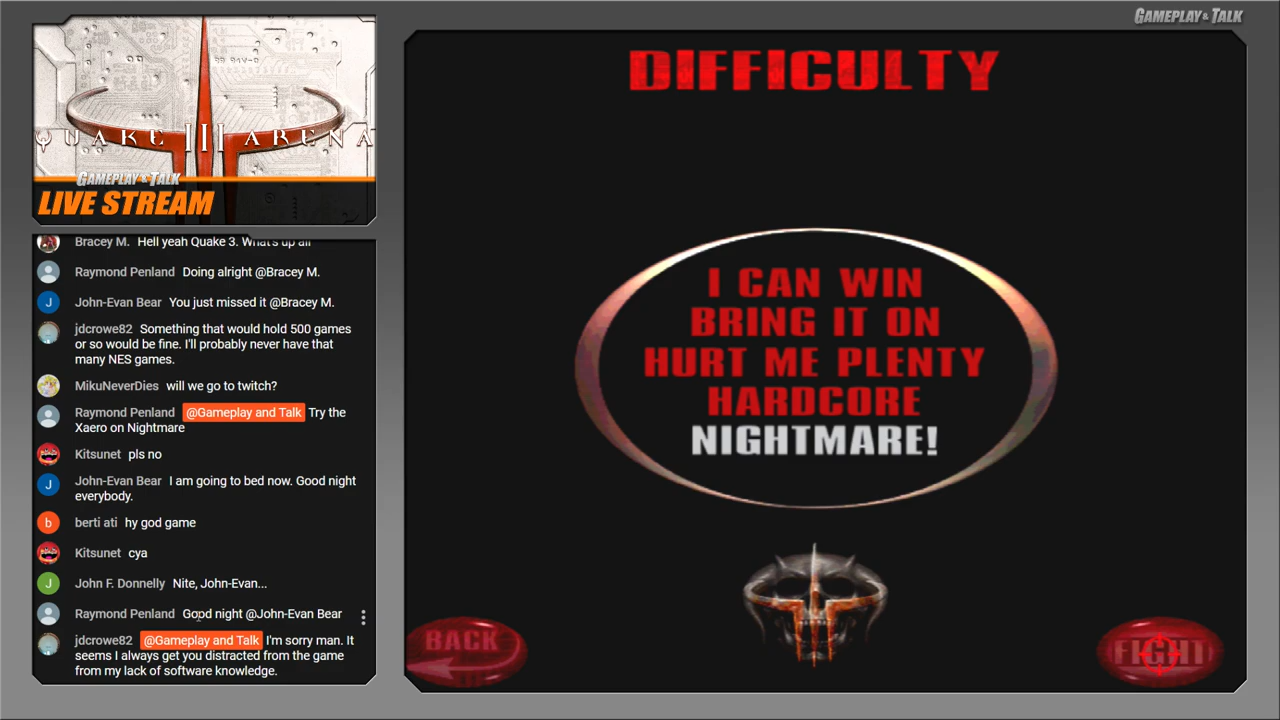 GAMEPLAY & TALK
QUAKE III ARENA
GAMEPLAY & TALK
LIVE STREAM
Bracey M. Hell yeah Quake 3. What's up all
Raymond Penland Doing alright @Bracey M.
J John-Evan Bear You just missed it @Bracey M.
jdcrowe82 Something that would hold 500 games
or so would be fine. I'll probably never have that
many NES games.
MikuNeverDies will we go to twitch?
Raymond Penland @Gameplay and Talk Try the
Xaero on Nightmare
Kitsunet pls no
J John-Evan Bear I am going to bed now. Good night
everybody.
b berti ati hy god game
Kitsunet cya
J John F. Donnelly Nite, John-Evan...
Raymond Penland Good night @John-Evan Bear
jdcrowe82 @Gameplay and Talk I'm sorry man. It
seems I always get you distracted from the game
from my lack of software knowledge.
DIFFICULTY
I CAN WIN
BRING IT ON
HURT ME PLENTY
HARDCORE
NIGHTMARE!
BACK
FIGHT